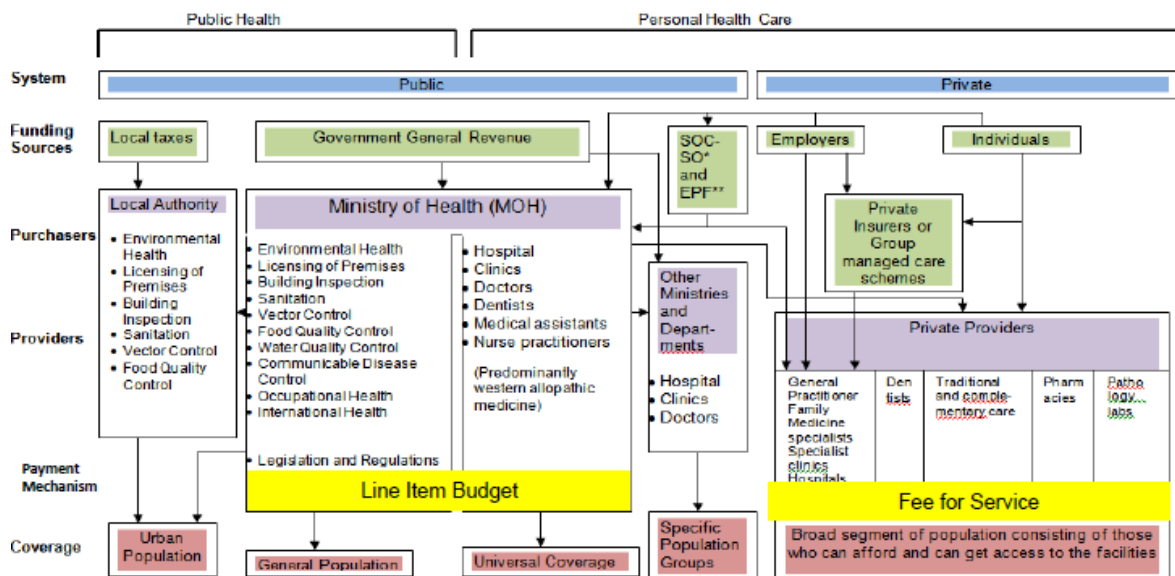 Public Health
Personal Health Care
System
Public
Private
Funding
Sources
Local taxes
Government General Revenue
SOC-
SO*
and
EPF**
Employers
Individuals
Purchasers
Local Authority
• Environmental
Health
• Licensing of
Premises
• Building
Inspection
• Sanitation
• Vector Control
• Food Quality
Control
Ministry of Health (MOH)
• Environmental Health
• Licensing of Premises
• Building Inspection
• Sanitation
• Vector Control
• Food Quality Control
• Water Quality Control
• Communicable Disease
Control
• Occupational Health
• International Health
• Legislation and Regulations
• Hospital
• Clinics
• Doctors
• Dentists
• Medical assistants
• Nurse practitioners
(Predominantly
western allopathic
medicine)
Private
Insurers or
Group
managed care
schemes
Providers
Other
Ministries
and
Depart-
ments
• Hospital
• Clinics
• Doctors
Private Providers
General
Practitioner
Family
Medicine
specialists
Specialist
clinics
Hospitals
Den
tists
Traditional
and comple-
mentary care
Pharm
acies
Patho
logy...
labs
Payment
Mechanism
Line Item Budget
Fee for Service
Coverage
Urban
Population
General Population
Universal Coverage
Specific
Population
Groups
Broad segment of population consisting of those
who can afford and can get access to the facilities